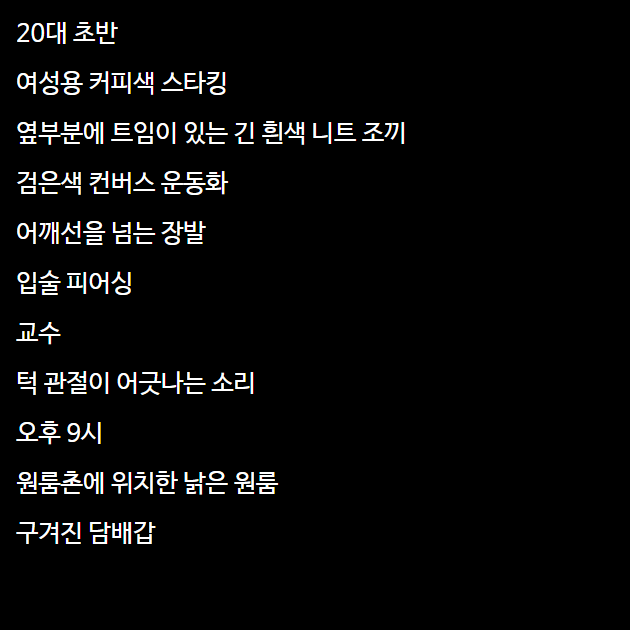 20대 초반
여성용 커피색 스타킹
옆부분에 트임이 있는 긴 흰색 니트 조끼
검은색 컨버스 운동화
어깨선을 넘는 장발
입술 피어싱
교수
턱 관절이 어긋나는 소리
오후 9시
원룸촌에 위치한 낡은 원룸
구겨진 담배갑